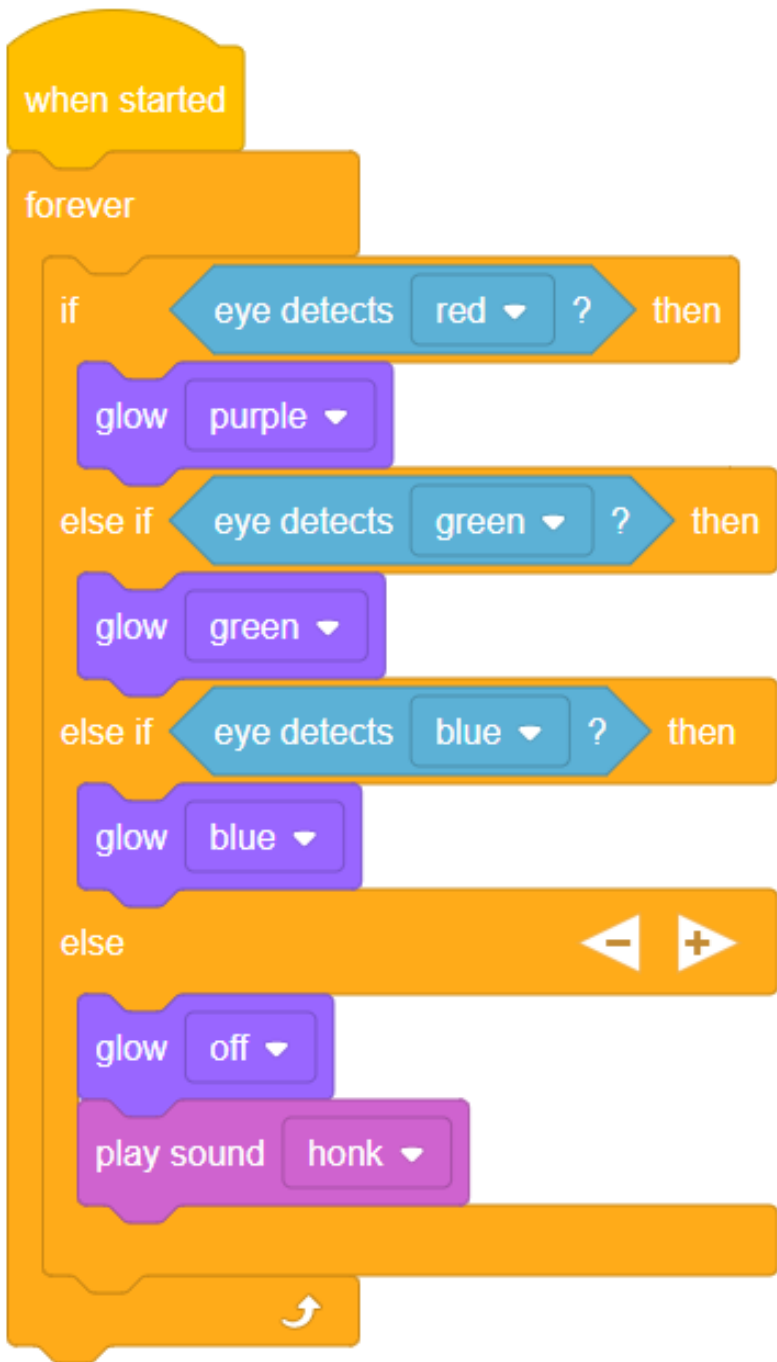 when started
forever
if eye detects red ? then
glow purple
else if eye detects green ? then
glow green
else if eye detects blue ? then
glow blue
else - +
glow off
play sound honk